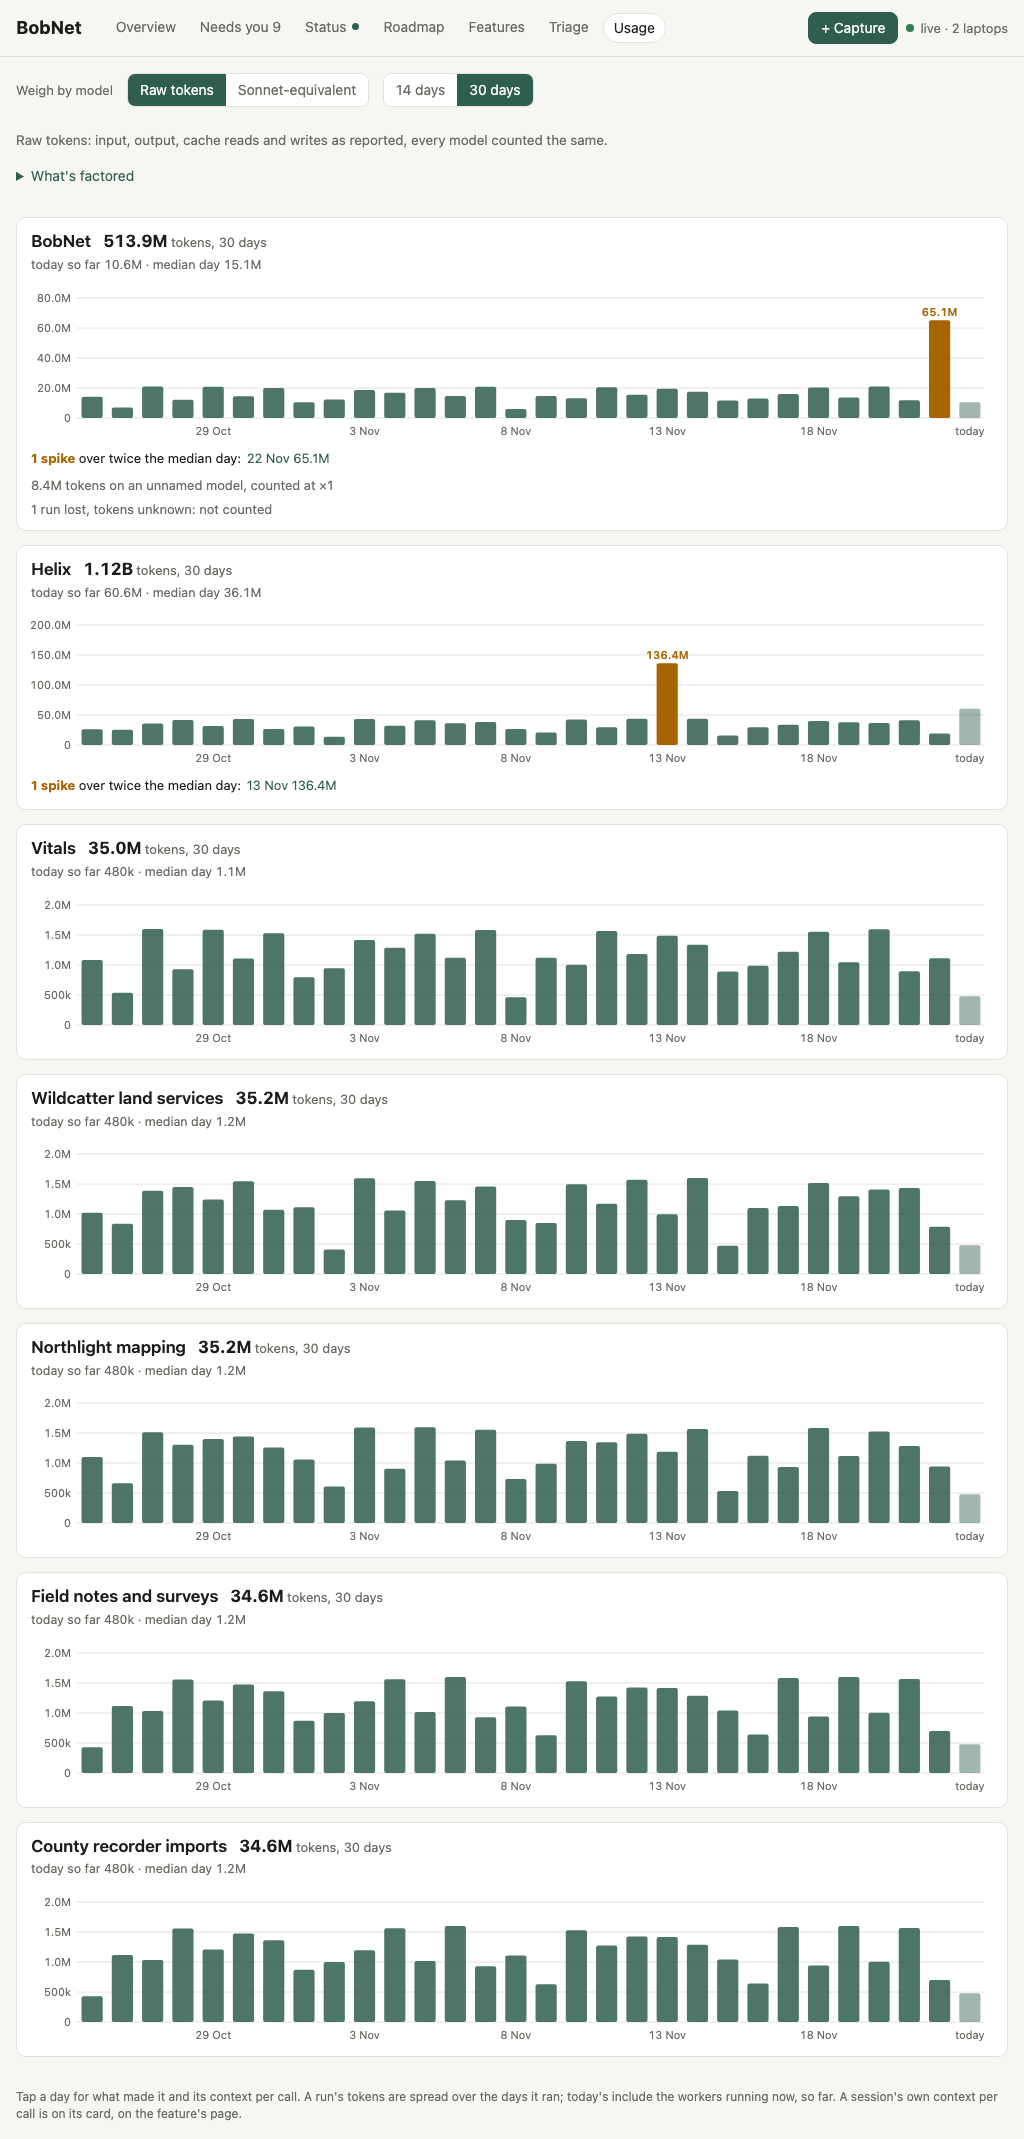 BobNet Overview Needs you 9 Status Roadmap Features Triage Usage + Capture live · 2 laptops
Weigh by model Raw tokens Sonnet-equivalent 14 days 30 days
Raw tokens: input, output, cache reads and writes as reported, every model counted the same.
▶ What's factored
BobNet 513.9M tokens, 30 days
today so far 10.6M · median day 15.1M
80.0M
65.1M
60.0M
40.0M
20.0M
0
29 Oct 3 Nov 8 Nov 13 Nov 18 Nov today
1 spike over twice the median day: 22 Nov 65.1M
8.4M tokens on an unnamed model, counted at ×1
1 run lost, tokens unknown: not counted
Helix 1.12B tokens, 30 days
today so far 60.6M · median day 36.1M
200.0M
150.0M 136.4M
100.0M
50.0M
0
29 Oct 3 Nov 8 Nov 13 Nov 18 Nov today
1 spike over twice the median day: 13 Nov 136.4M
Vitals 35.0M tokens, 30 days
today so far 480k · median day 1.1M
2.0M
1.5M
1.0M
500k
0
29 Oct 3 Nov 8 Nov 13 Nov 18 Nov today
Wildcatter land services 35.2M tokens, 30 days
today so far 480k · median day 1.2M
2.0M
1.5M
1.0M
500k
0
29 Oct 3 Nov 8 Nov 13 Nov 18 Nov today
Northlight mapping 35.2M tokens, 30 days
today so far 480k · median day 1.2M
2.0M
1.5M
1.0M
500k
0
29 Oct 3 Nov 8 Nov 13 Nov 18 Nov today
Field notes and surveys 34.6M tokens, 30 days
today so far 480k · median day 1.2M
2.0M
1.5M
1.0M
500k
0
29 Oct 3 Nov 8 Nov 13 Nov 18 Nov today
County recorder imports 34.6M tokens, 30 days
today so far 480k · median day 1.2M
2.0M
1.5M
1.0M
500k
0
29 Oct 3 Nov 8 Nov 13 Nov 18 Nov today
Tap a day for what made it and its context per call. A run's tokens are spread over the days it ran; today's include the workers running now, so far. A session's own context per
call is on its card, on the feature's page.